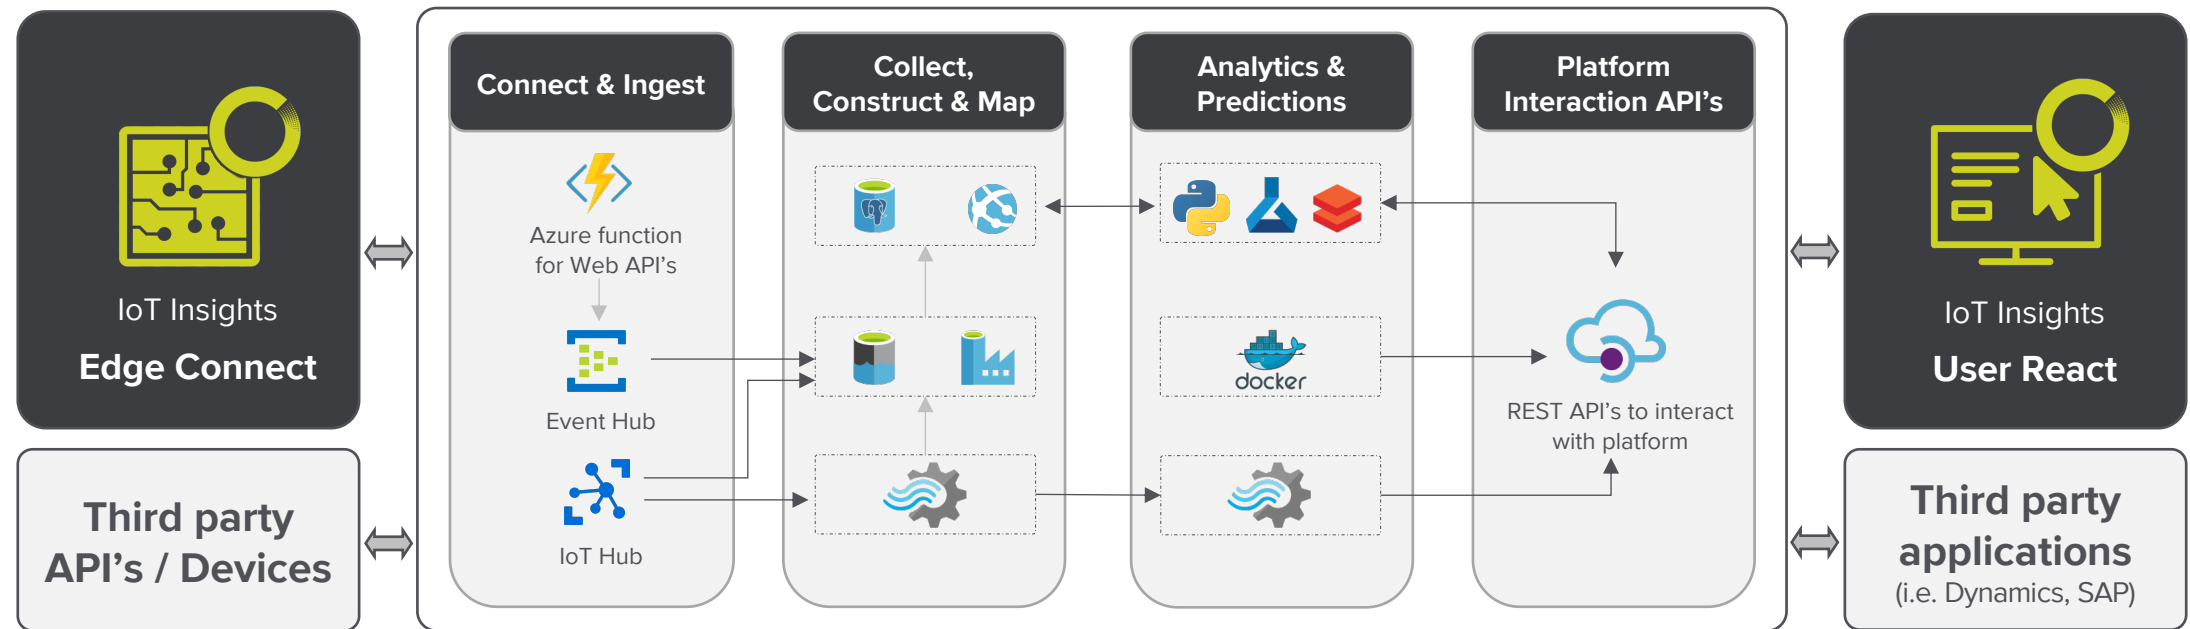 IoT Insights
Edge Connect
Third party
API's / Devices
Connect & Ingest
Azure function
for Web API's
Event Hub
IoT Hub
Collect,
Construct & Map
Analytics &
Predictions
docker
Platform
Interaction API's
REST API's to interact
with platform
IoT Insights
User React
Third party
applications
(i.e. Dynamics, SAP)